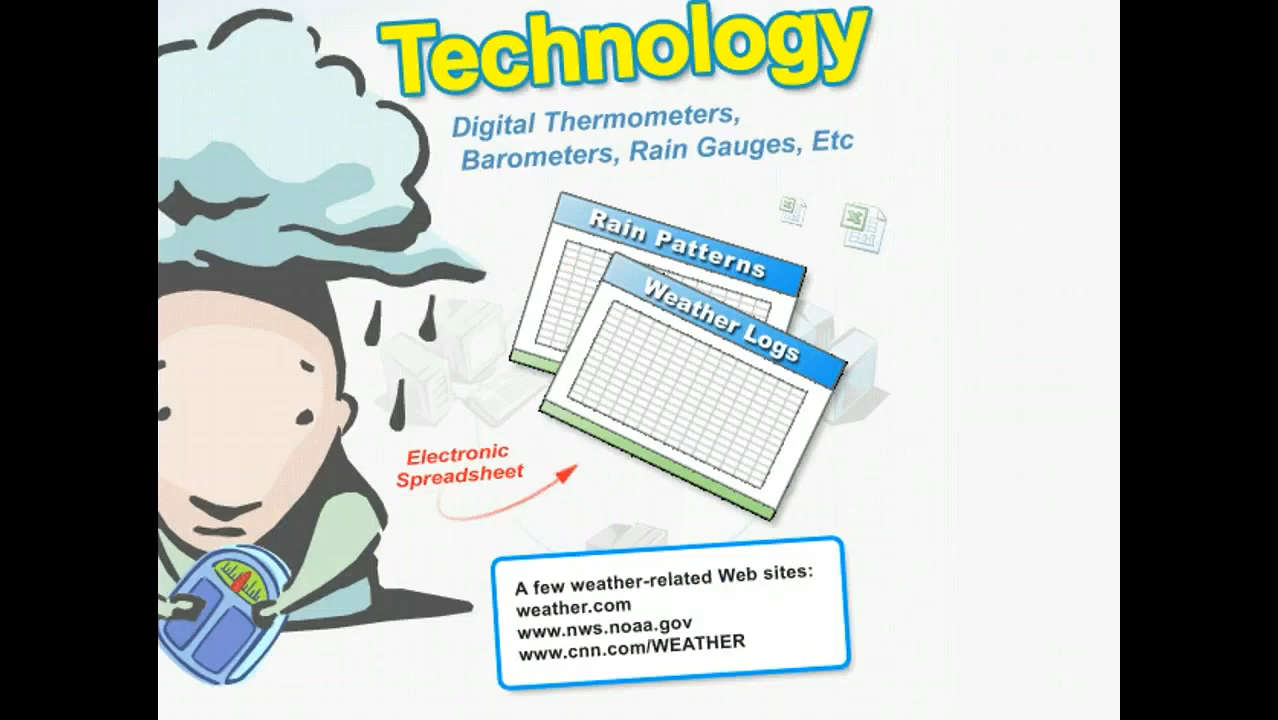 Technology
Digital Thermometers,
Barometers, Rain Gauges, Etc
Rain Patterns
Weather Logs
Electronic
Spreadsheet
A few weather-related Web sites:
weather.com
www.nws.noaa.gov
www.cnn.com/WEATHER